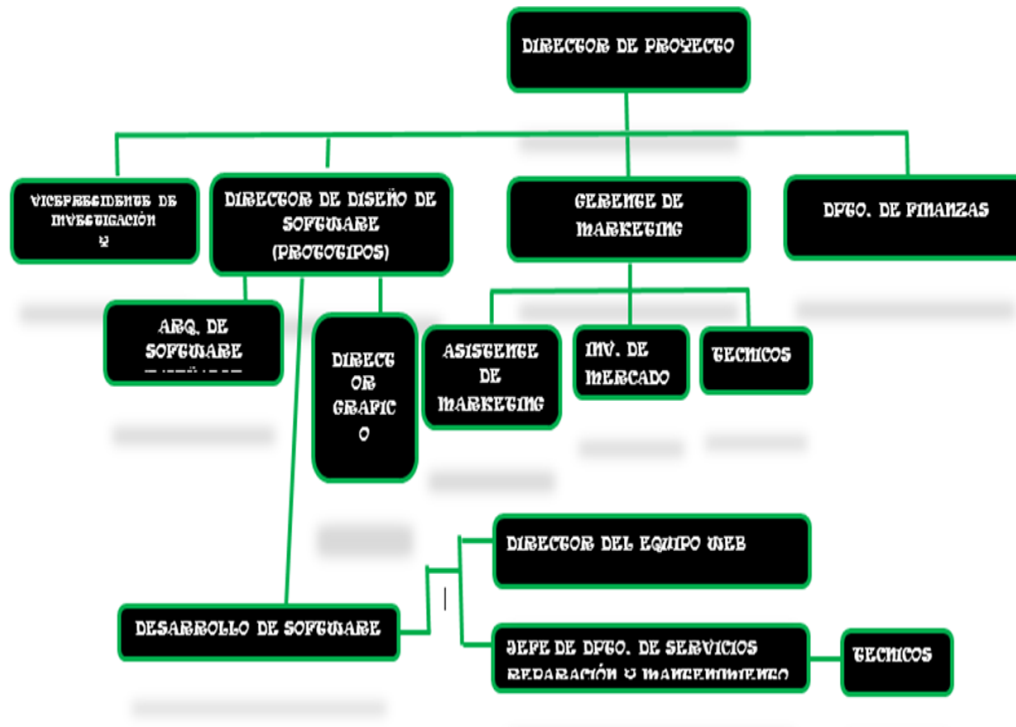 DIRECTOR DE PROYECTO
VICEPRESIDENTE DE
INVESTIGACIÓN
Y
DIRECTOR DE DISEÑO DE
SOFTWARE
(PROTOTIPOS)
GERENTE DE
MARKETING
DPTO. DE FINANZAS
ARQ. DE
SOFTWARE
DIRECT
OR
GRAFIC
O
ASISTENTE
DE
MARKETING
INV. DE
MERCADO
TECNICOS
DESARROLLO DE SOFTWARE
DIRECTOR DEL EQUIPO WEB
JEFE DE DPTO. DE SERVICIOS
REPARACIÓN Y MANTENIMIENTO
TECNICOS